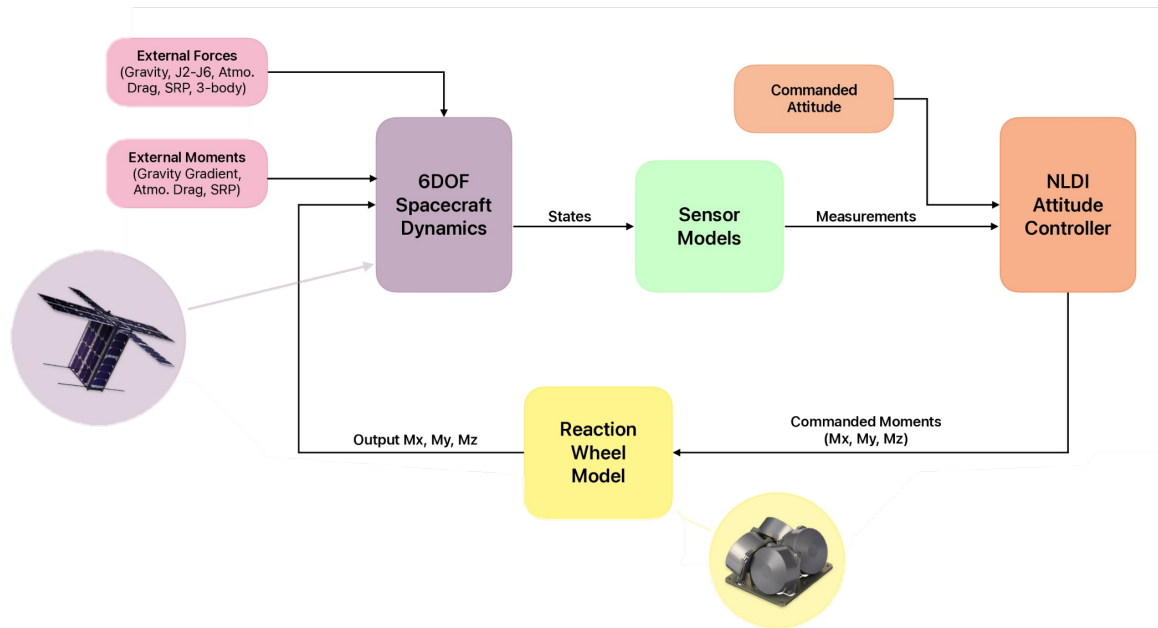 External Forces
(Gravity, J2-J6, Atmo.
Drag, SRP, 3-body)
Commanded
Attitude
External Moments
(Gravity Gradient,
Atmo. Drag, SRP)
6DOF
Spacecraft
Dynamics
States
Sensor
Models
Measurements
NLDI
Attitude
Controller
Commanded Moments
(Mx, My, Mz)
Reaction
Wheel
Model
Output Mx, My, Mz